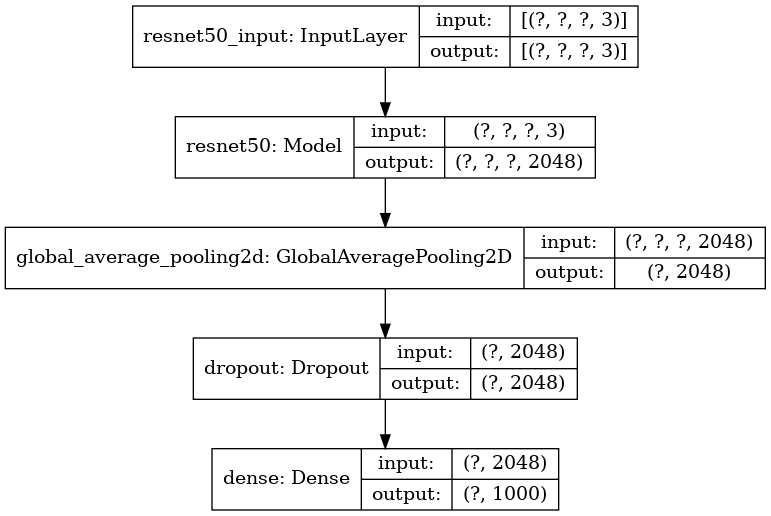 resnet50_input: InputLayer
input:
[(?, ?, ?, 3)]
output:
[(?, ?, ?, 3)]
resnet50: Model
input:
(?, ?, ?, 3)
output:
(?, ?, ?, 2048)
global_average_pooling2d: GlobalAveragePooling2D
input:
(?, ?, ?, 2048)
output:
(?, 2048)
dropout: Dropout
input:
(?, 2048)
output:
(?, 2048)
dense: Dense
input:
(?, 2048)
output:
(?, 1000)